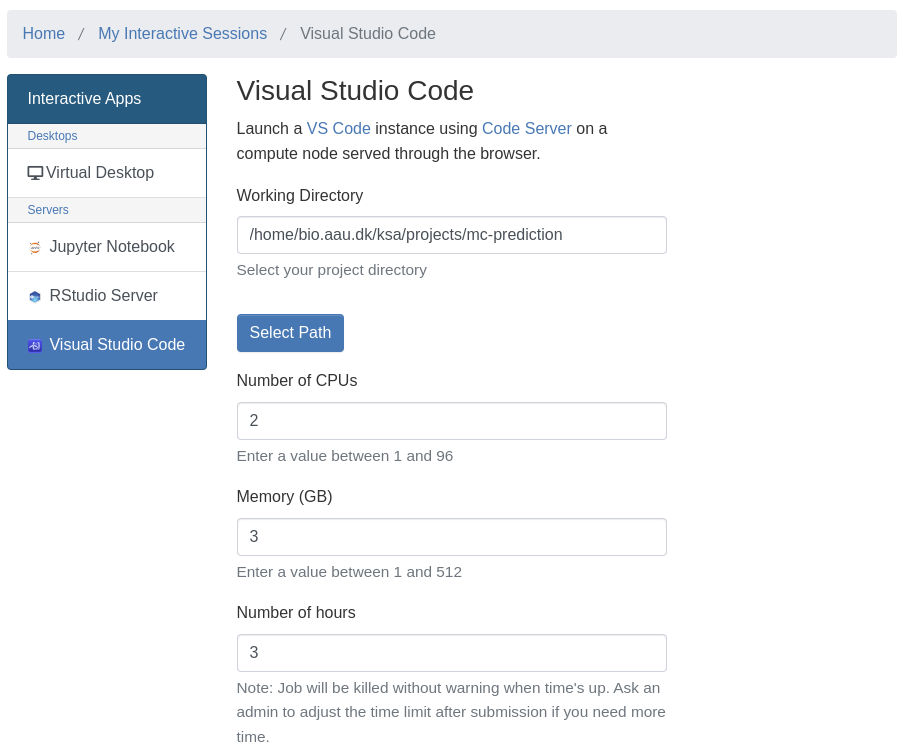 Home / My Interactive Sessions / Visual Studio Code
Interactive Apps
Desktops
Virtual Desktop
Servers
Jupyter Notebook
RStudio Server
Visual Studio Code
Visual Studio Code
Launch a VS Code instance using Code Server on a
compute node served through the browser.
Working Directory
/home/bio.aau.dk/ksa/projects/mc-prediction
Select your project directory
Select Path
Number of CPUs
2
Enter a value between 1 and 96
Memory (GB)
3
Enter a value between 1 and 512
Number of hours
3
Note: Job will be killed without warning when time's up. Ask an
admin to adjust the time limit after submission if you need more
time.